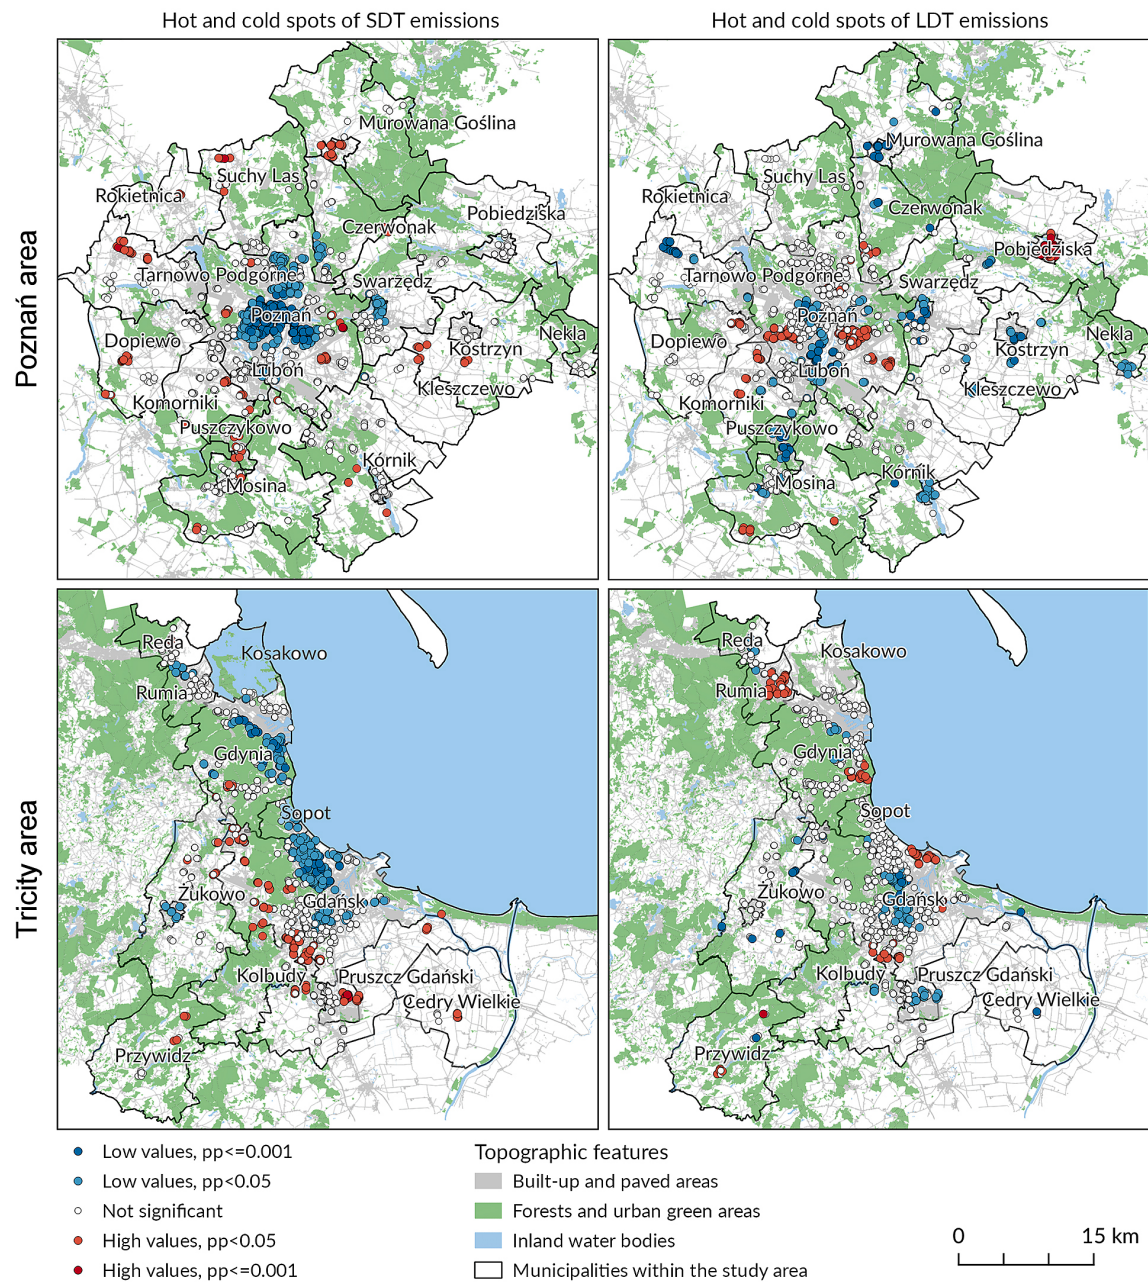 Hot and cold spots of SDT emissions
Hot and cold spots of LDT emissions
Poznań area
Murowana Goślina
Suchy Las
Rokietnica
Pobiedziska
Czerwonak
Tarnowo Podgórne
Swarzędz
Poznań
Nekla
Dopiewo
Kostrzyn
Luboń
Kleszczewo
Komorniki
Puszczykowo
Kórnik
Mosina
Murowana Goślina
Suchy Las
Rokietnica
Czerwonak
Pobiedziska
Tarnowo Podgórne
Swarzędz
Poznań
Nekla
Dopiewo
Kostrzyn
Luboń
Kleszczewo
Komorniki
Puszczykowo
Kórnik
Mosina
Tricity area
Reda
Kosakowo
Rumia
Gdynia
Sopot
Żukowo
Gdańsk
Kolbudy
Pruszcz Gdański
Cedry Wielkie
Przywidz
Reda
Kosakowo
Rumia
Gdynia
Sopot
Żukowo
Gdańsk
Kolbudy
Pruszcz Gdański
Cedry Wielkie
Przywidz
Low values, pp<=0.001
Low values, pp<0.05
Not significant
High values, pp<0.05
High values, pp<=0.001
Topographic features
Built-up and paved areas
Forests and urban green areas
Inland water bodies
Municipalities within the study area
0 15 km